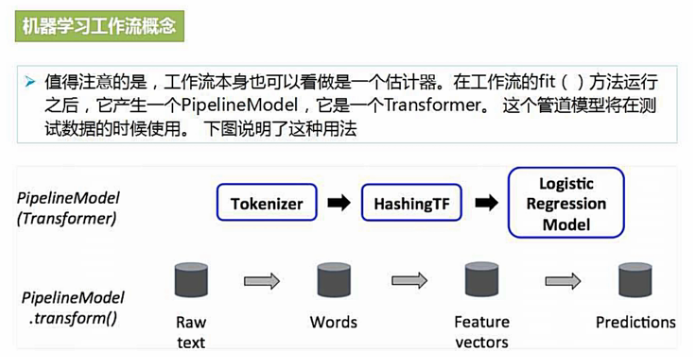 机器学习工作流概念
值得注意的是，工作流本身也可以看做是一个估计器。在工作流的fit（）方法运行
之后，它产生一个PipelineModel，它是一个Transformer。 这个管道模型将在测
试数据的时候使用。 下图说明了这种用法
PipelineModel
(Transformer)
Tokenizer
HashingTF
Logistic
Regression
Model
PipelineModel
.transform()
Raw
text
Words
Feature
vectors
Predictions